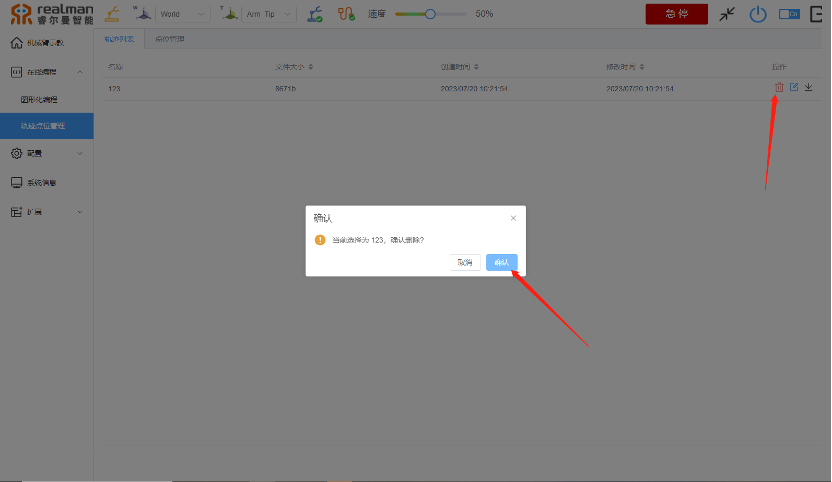 realman
睿尔曼智能
W World
T Arm_Tip
速度 50%
急 停
Cn
机械臂示教
在线编程
图形化编程
轨迹点位管理
配置
系统信息
扩展
轨迹列表 点位管理
名称 文件大小 创建时间 修改时间 操作
123 8671b 2023/07/20 10:21:54 2023/07/20 10:21:54
确认
当前选择为 123，确认删除?
取消 确认